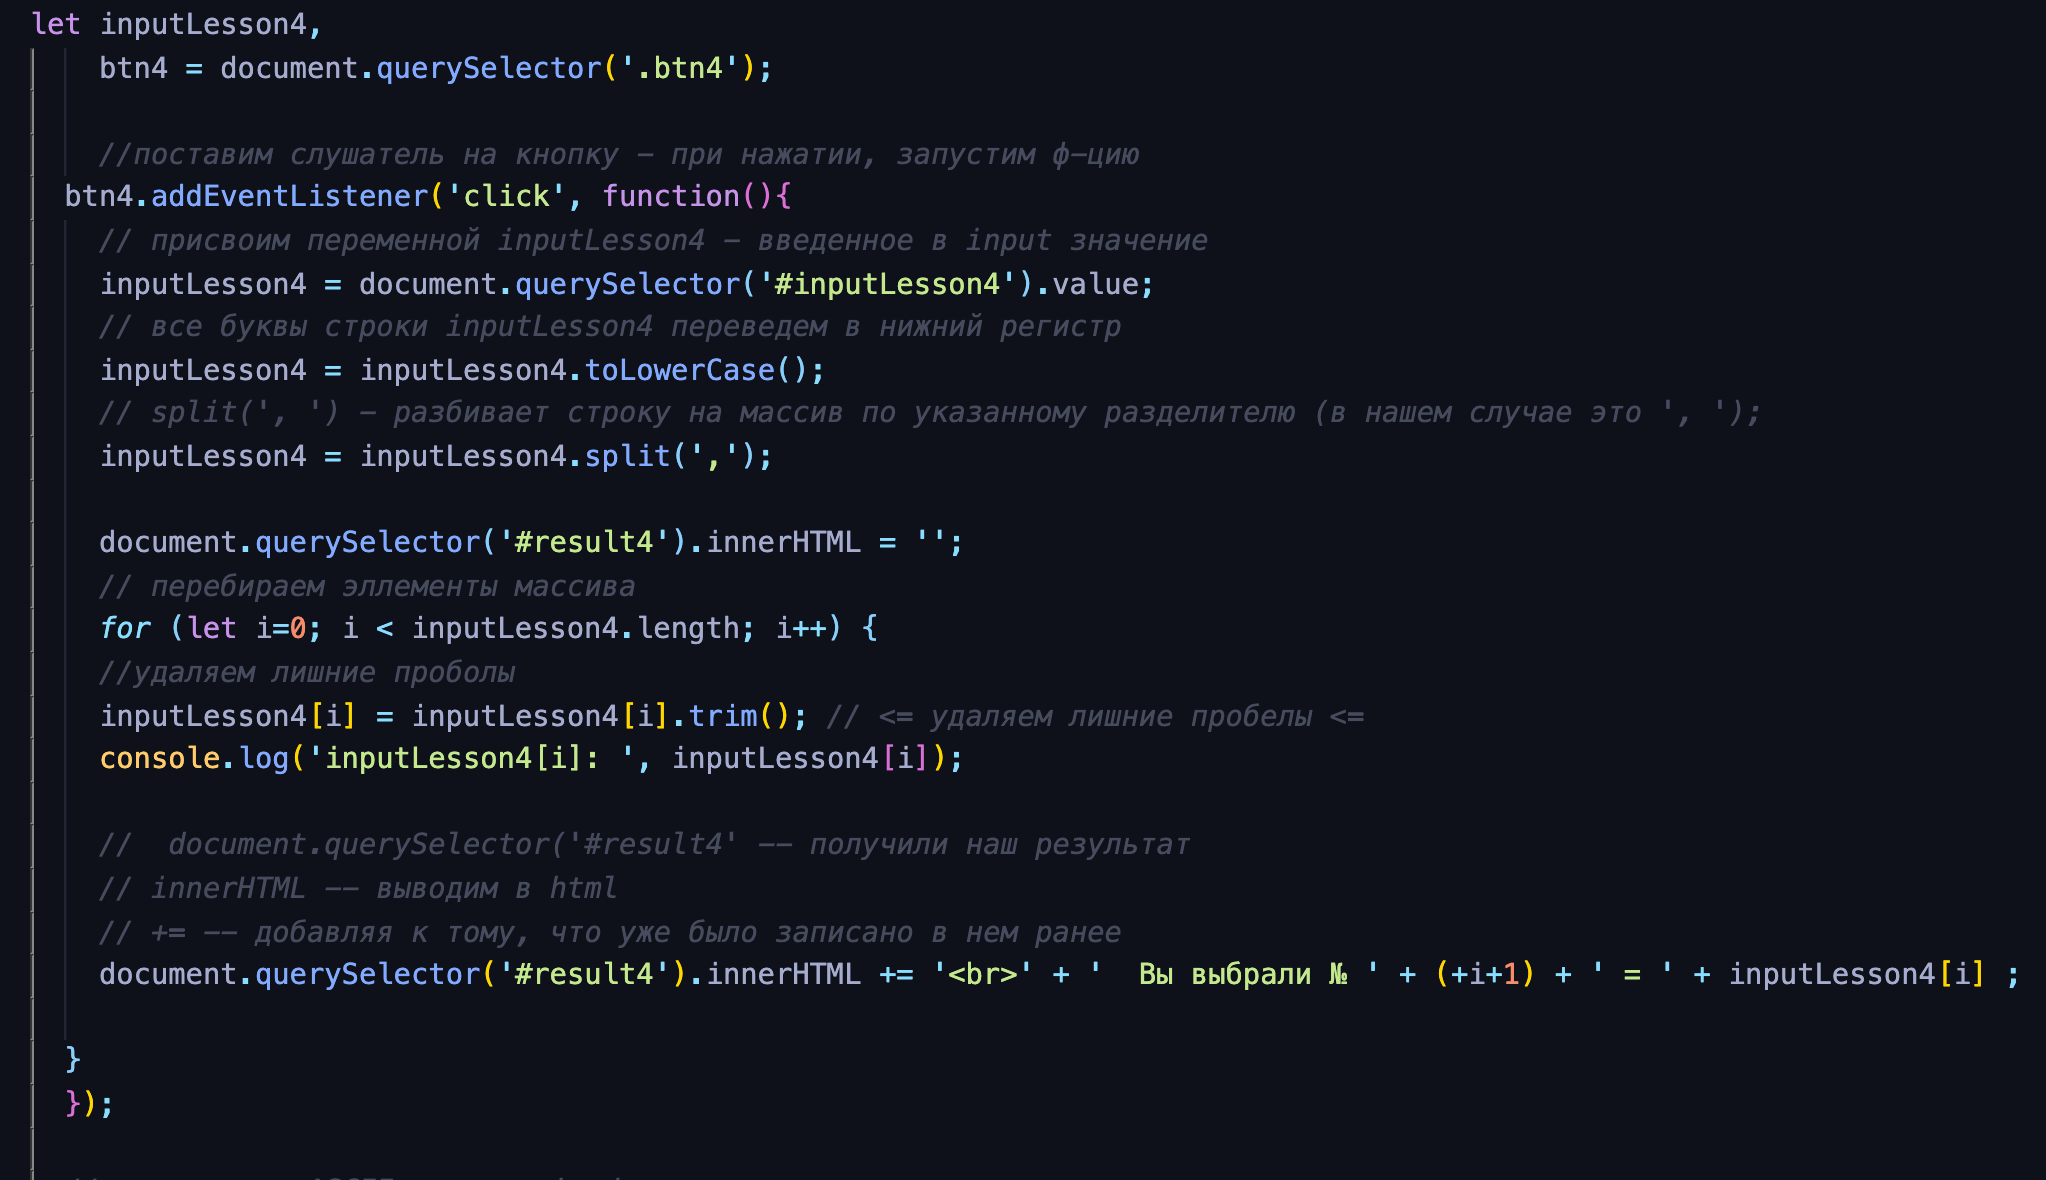 let inputLesson4,
btn4 = document.querySelector('.btn4');
//поставим слушатель на кнопку - при нажатии, запустим ф-цию
btn4.addEventListener('click', function(){
// присвоим переменной inputLesson4 - введенное в input значение
inputLesson4 = document.querySelector('#inputLesson4').value;
// все буквы строки inputLesson4 переведем в нижний регистр
inputLesson4 = inputLesson4.toLowerCase();
// split(', ') - разбивает строку на массив по указанному разделителю (в нашем случае это ', ');
inputLesson4 = inputLesson4.split(',');
document.querySelector('#result4').innerHTML = '';
// перебираем эллементы массива
for (let i=0; i < inputLesson4.length; i++) {
//удаляем лишние проболы
inputLesson4[i] = inputLesson4[i].trim(); // <= удаляем лишние пробелы <=
console.log('inputLesson4[i]: ', inputLesson4[i]);
//  document.querySelector('#result4' -- получили наш результат
// innerHTML -- выводим в html
// += -- добавляя к тому, что уже было записано в нем ранее
document.querySelector('#result4').innerHTML += '<br>' + '  Вы выбрали № ' + (+i+1) + ' = ' + inputLesson4[i] ;
}
});